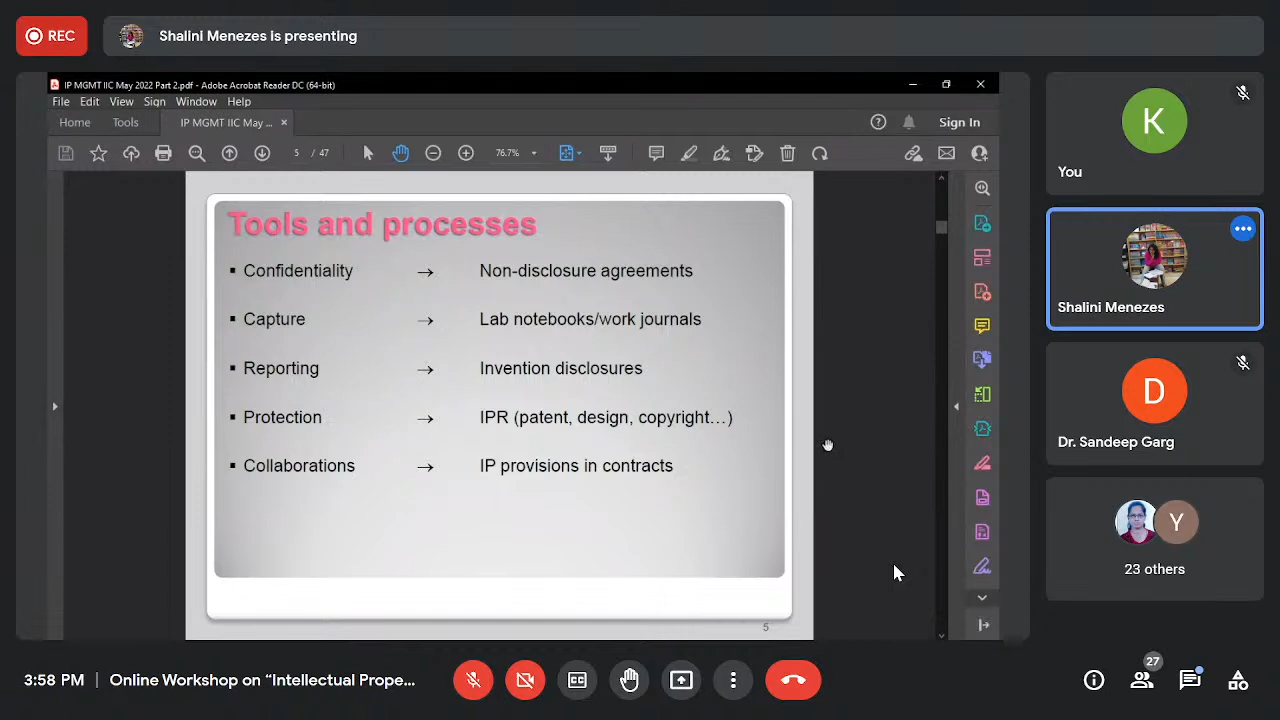 REC
Shalini Menezes is presenting
IP MGMT IIC May 2022 Part 2.pdf - Adobe Acrobat Reader DC (64-bit)
File Edit View Sign Window Help
Home Tools IP MGMT IIC May ... × Sign In
5 / 47 76.7%
Tools and processes
▪ Confidentiality → Non-disclosure agreements
▪ Capture → Lab notebooks/work journals
▪ Reporting → Invention disclosures
▪ Protection → IPR (patent, design, copyright…)
▪ Collaborations → IP provisions in contracts
5
K
You
Shalini Menezes
D
Dr. Sandeep Garg
Y
23 others
3:58 PM | Online Workshop on “Intellectual Prope...
27